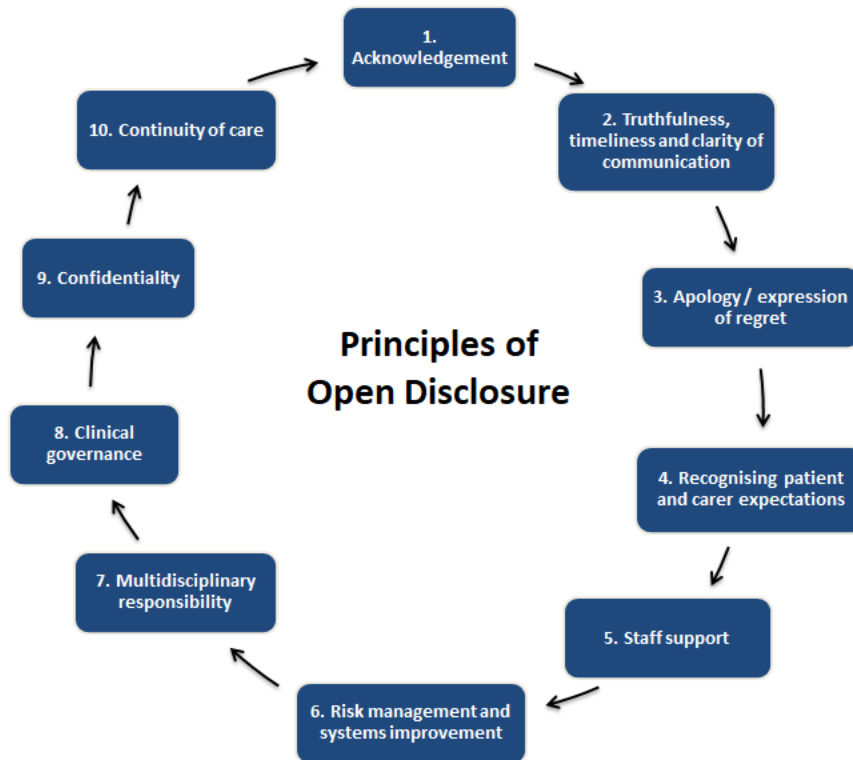 1.
Acknowledgement
2. Truthfulness,
timeliness and clarity of
communication
3. Apology / expression
of regret
4. Recognising patient
and carer expectations
5. Staff support
6. Risk management and
systems improvement
7. Multidisciplinary
responsibility
8. Clinical
governance
9. Confidentiality
10. Continuity of care
Principles of
Open Disclosure